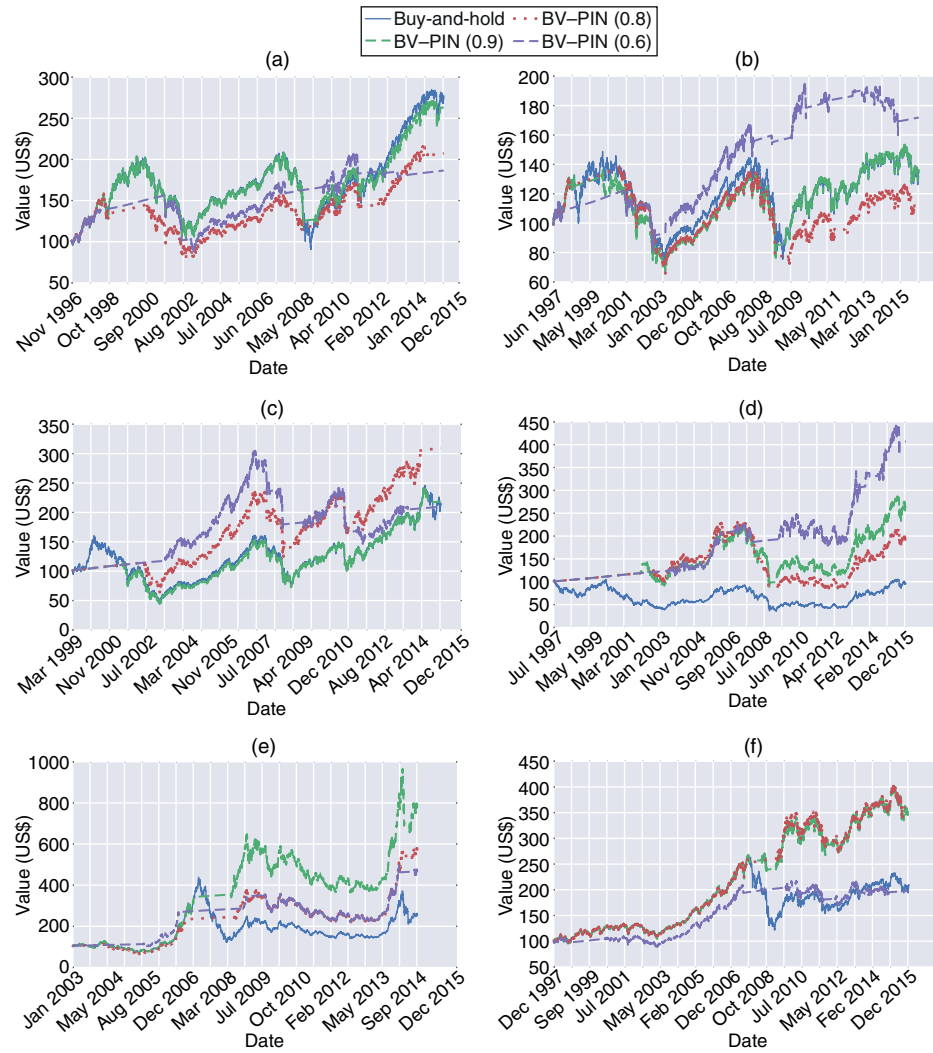 Buy-and-hold
BV–PIN (0.8)
BV–PIN (0.9)
BV–PIN (0.6)
(a)
Value (US$)
300
250
200
150
100
50
Nov 1996
Oct 1998
Sep 2000
Aug 2002
Jul 2004
Jun 2006
May 2008
Apr 2010
Feb 2012
Jan 2014
Dec 2015
Date
(b)
Value (US$)
200
180
160
140
120
100
80
60
Jun 1997
May 1999
Mar 2001
Jan 2003
Dec 2004
Oct 2006
Aug 2008
Jul 2009
May 2011
Mar 2013
Jan 2015
Date
(c)
Value (US$)
350
300
250
200
150
100
50
0
Mar 1999
Nov 2000
Jul 2002
Mar 2004
Nov 2005
Jul 2007
Apr 2009
Dec 2010
Aug 2012
Apr 2014
Dec 2015
Date
(d)
Value (US$)
450
400
350
300
250
200
150
100
50
0
Jul 1997
May 1999
Mar 2001
Jan 2003
Nov 2004
Sep 2006
Jul 2008
Jun 2010
Apr 2012
Feb 2014
Dec 2015
Date
(e)
Value (US$)
1000
800
600
400
200
0
Jan 2003
May 2004
Aug 2005
Dec 2006
Mar 2008
Jul 2009
Oct 2010
Feb 2012
May 2013
Sep 2014
Dec 2015
Date
(f)
Value (US$)
450
400
350
300
250
200
150
100
50
Dec 1997
Sep 1999
Jul 2001
May 2003
Feb 2005
Dec 2006
Oct 2008
Jul 2010
May 2012
Fec 2014
Dec 2015
Date